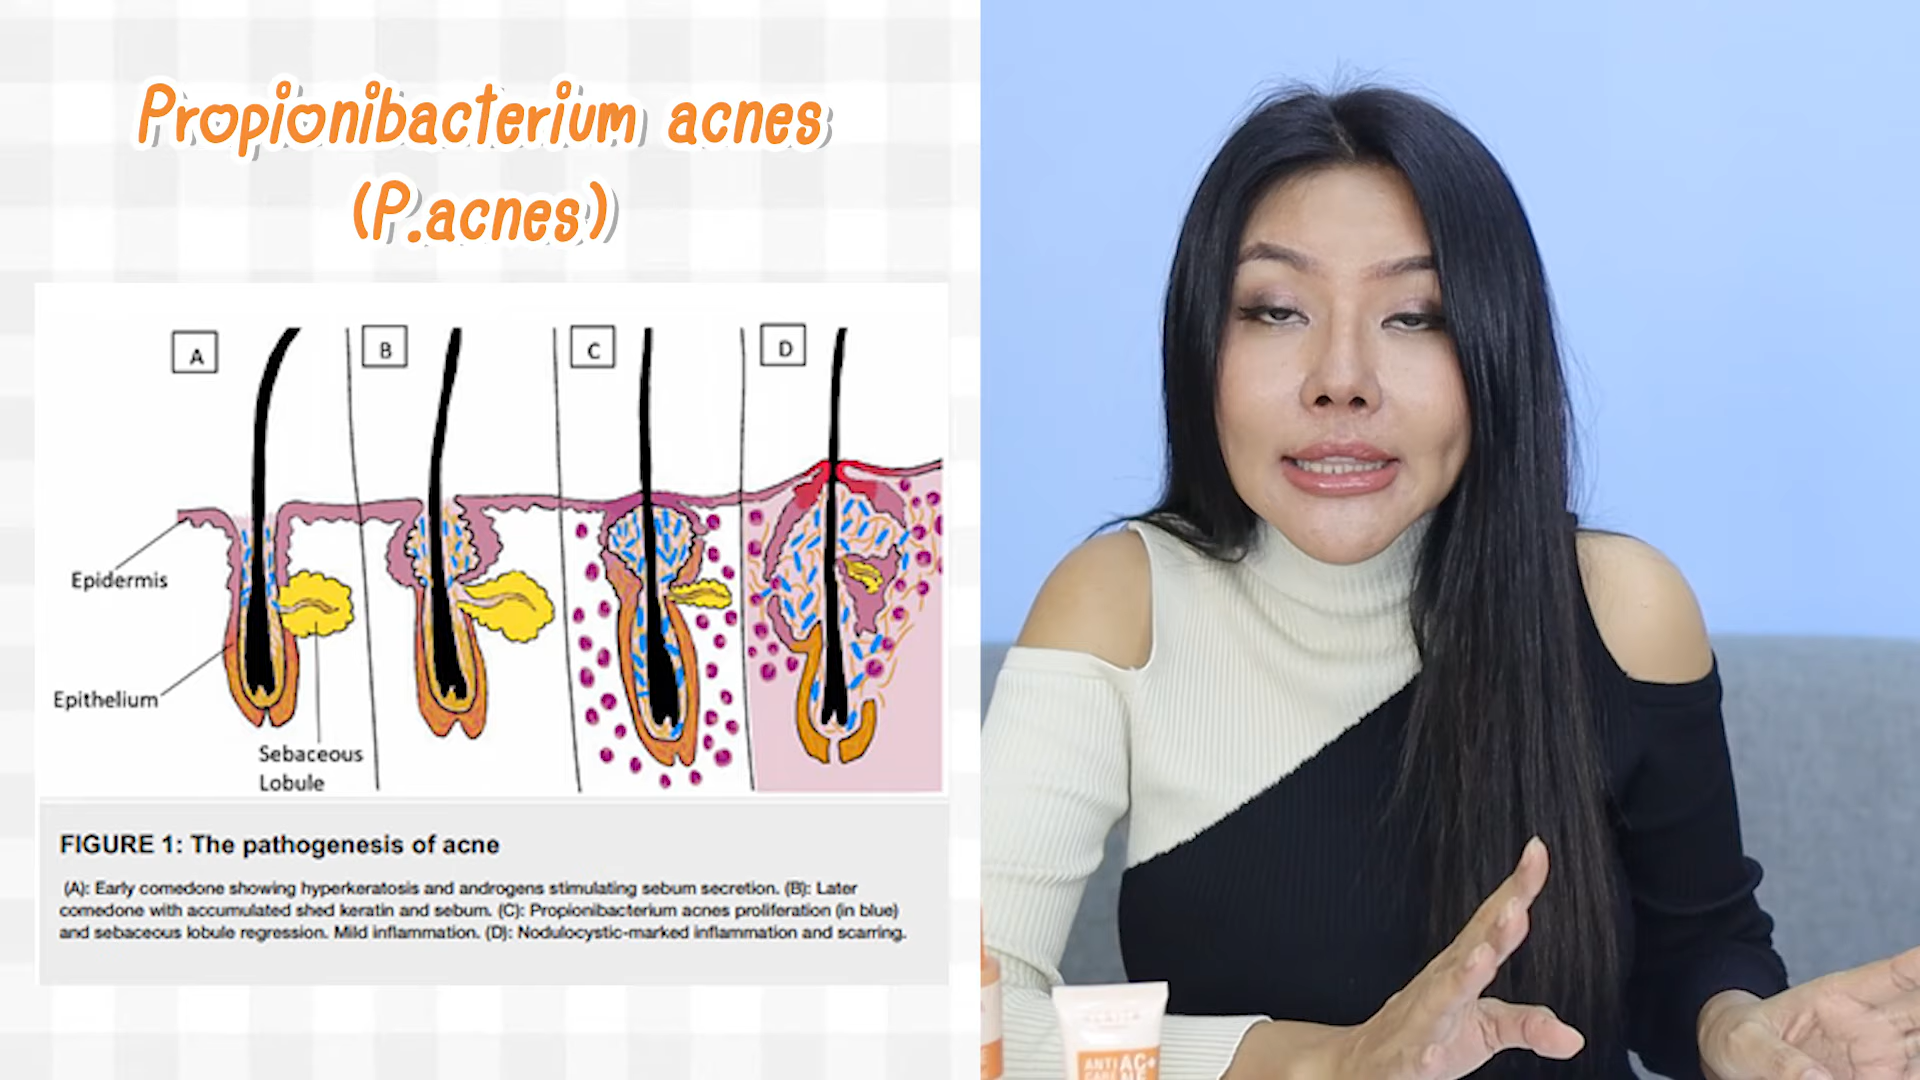 Propionibacterium acnes
(P.acnes)
A
B
C
D
Epidermis
Epithelium
Sebaceous
Lobule
FIGURE 1: The pathogenesis of acne
(A): Early comedone showing hyperkeratosis and androgens stimulating sebum secretion. (B): Later
comedone with accumulated shed keratin and sebum. (C): Propionibacterium acnes proliferation (in blue)
and sebaceous lobule regression. Mild inflammation. (D): Nodulocystic-marked inflammation and scarring.
ANTI AC+